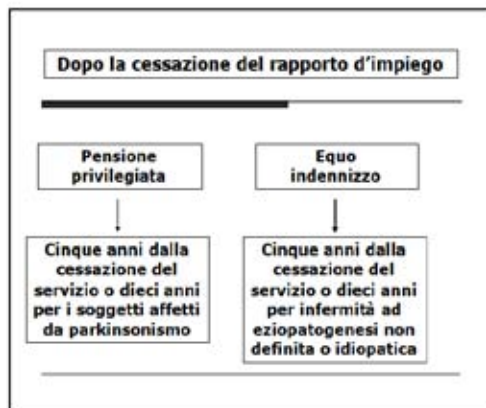 Dopo la cessazione del rapporto d'impiego
Pensione
privilegiata
Equo
indennizzo
Cinque anni dalla
cessazione del
servizio o dieci anni
per i soggetti affetti
da parkinsonismo
Cinque anni dalla
cessazione del
servizio o dieci anni
per infermità ad
eziopatogenesi non
definita o idiopatica